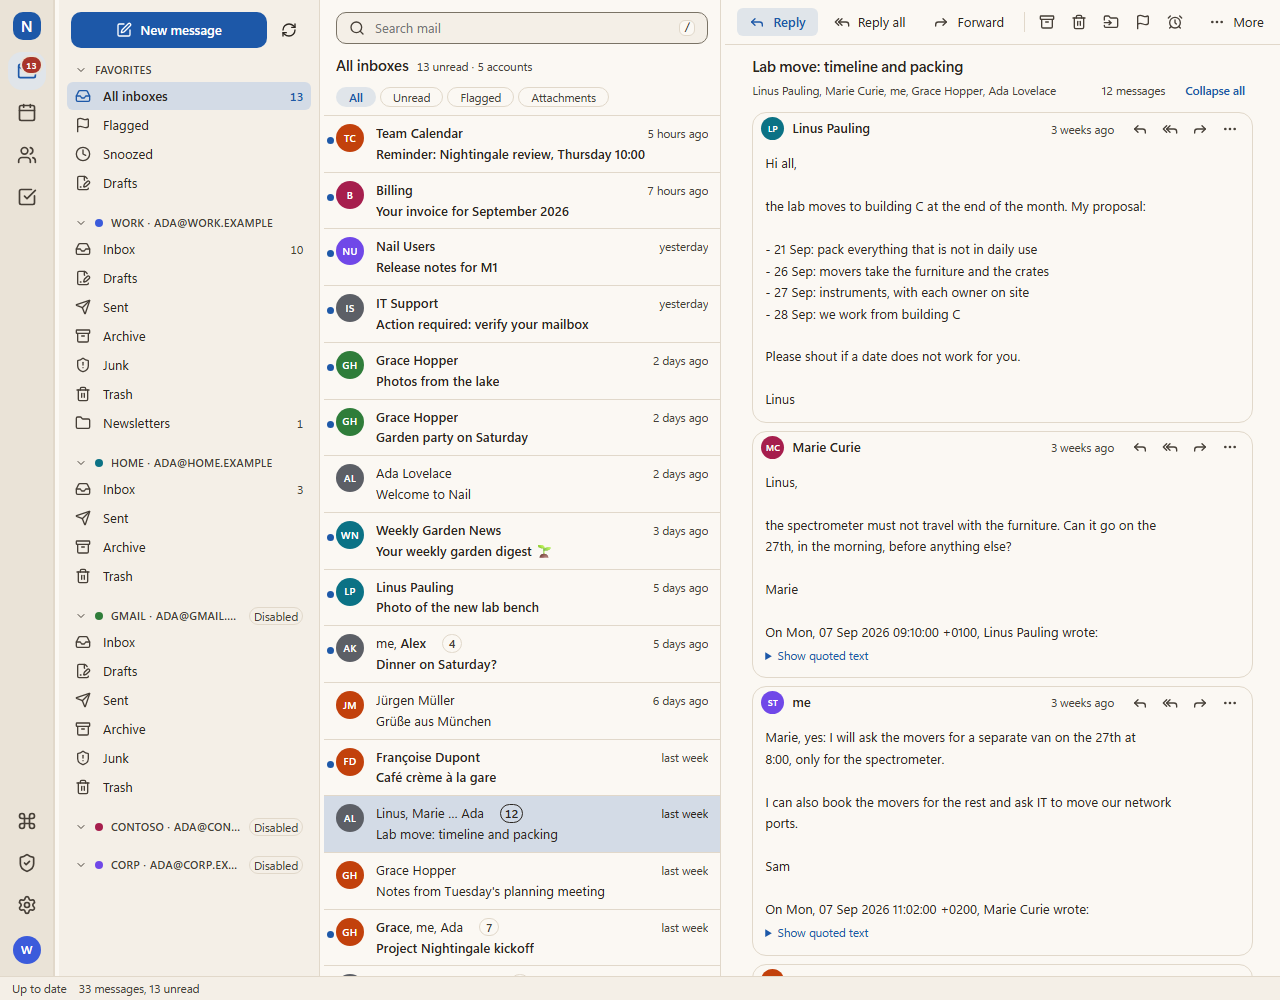 N
13
New message
FAVORITES
All inboxes 13
Flagged
Snoozed
Drafts
WORK · ADA@WORK.EXAMPLE
Inbox 10
Drafts
Sent
Archive
Junk
Trash
Newsletters 1
HOME · ADA@HOME.EXAMPLE
Inbox 3
Sent
Archive
Trash
GMAIL · ADA@GMAIL.... Disabled
Inbox
Drafts
Sent
Archive
Junk
Trash
CONTOSO · ADA@CON... Disabled
CORP · ADA@CORP.EX... Disabled
W
Search mail /
All inboxes 13 unread · 5 accounts
All Unread Flagged Attachments
TC Team Calendar 5 hours ago
Reminder: Nightingale review, Thursday 10:00
B Billing 7 hours ago
Your invoice for September 2026
NU Nail Users yesterday
Release notes for M1
IS IT Support yesterday
Action required: verify your mailbox
GH Grace Hopper 2 days ago
Photos from the lake
GH Grace Hopper 2 days ago
Garden party on Saturday
AL Ada Lovelace 2 days ago
Welcome to Nail
WN Weekly Garden News 3 days ago
Your weekly garden digest 🌱
LP Linus Pauling 5 days ago
Photo of the new lab bench
AK me, Alex 4 5 days ago
Dinner on Saturday?
JM Jürgen Müller 6 days ago
Grüße aus München
FD Françoise Dupont last week
Café crème à la gare
AL Linus, Marie ... Ada 12 last week
Lab move: timeline and packing
GH Grace Hopper last week
Notes from Tuesday's planning meeting
GH Grace, me, Ada 7 last week
Project Nightingale kickoff
Reply Reply all Forward More
Lab move: timeline and packing
Linus Pauling, Marie Curie, me, Grace Hopper, Ada Lovelace 12 messages Collapse all
LP Linus Pauling 3 weeks ago
Hi all,
the lab moves to building C at the end of the month. My proposal:
- 21 Sep: pack everything that is not in daily use
- 26 Sep: movers take the furniture and the crates
- 27 Sep: instruments, with each owner on site
- 28 Sep: we work from building C
Please shout if a date does not work for you.
Linus
MC Marie Curie 3 weeks ago
Linus,
the spectrometer must not travel with the furniture. Can it go on the
27th, in the morning, before anything else?
Marie
On Mon, 07 Sep 2026 09:10:00 +0100, Linus Pauling wrote:
Show quoted text
ST me 3 weeks ago
Marie, yes: I will ask the movers for a separate van on the 27th at
8:00, only for the spectrometer.
I can also book the movers for the rest and ask IT to move our network
ports.
Sam
On Mon, 07 Sep 2026 11:02:00 +0200, Marie Curie wrote:
Show quoted text
Up to date 33 messages, 13 unread